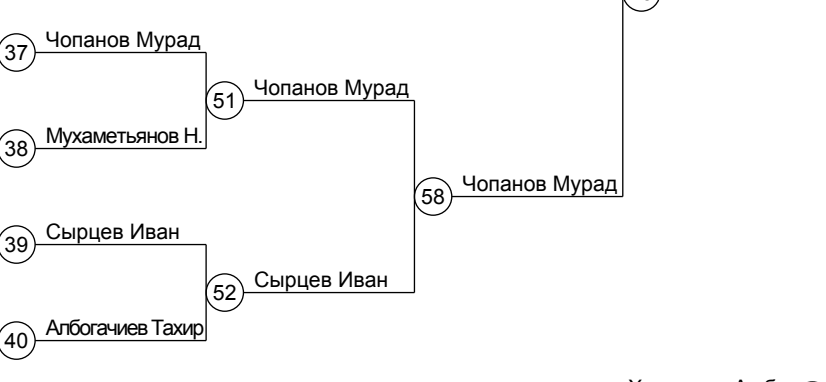 37 Чопанов Мурад
51 Чопанов Мурад
38 Мухаметьянов Н.
58 Чопанов Мурад
39 Сырцев Иван
52 Сырцев Иван
40 Албогачиев Тахир